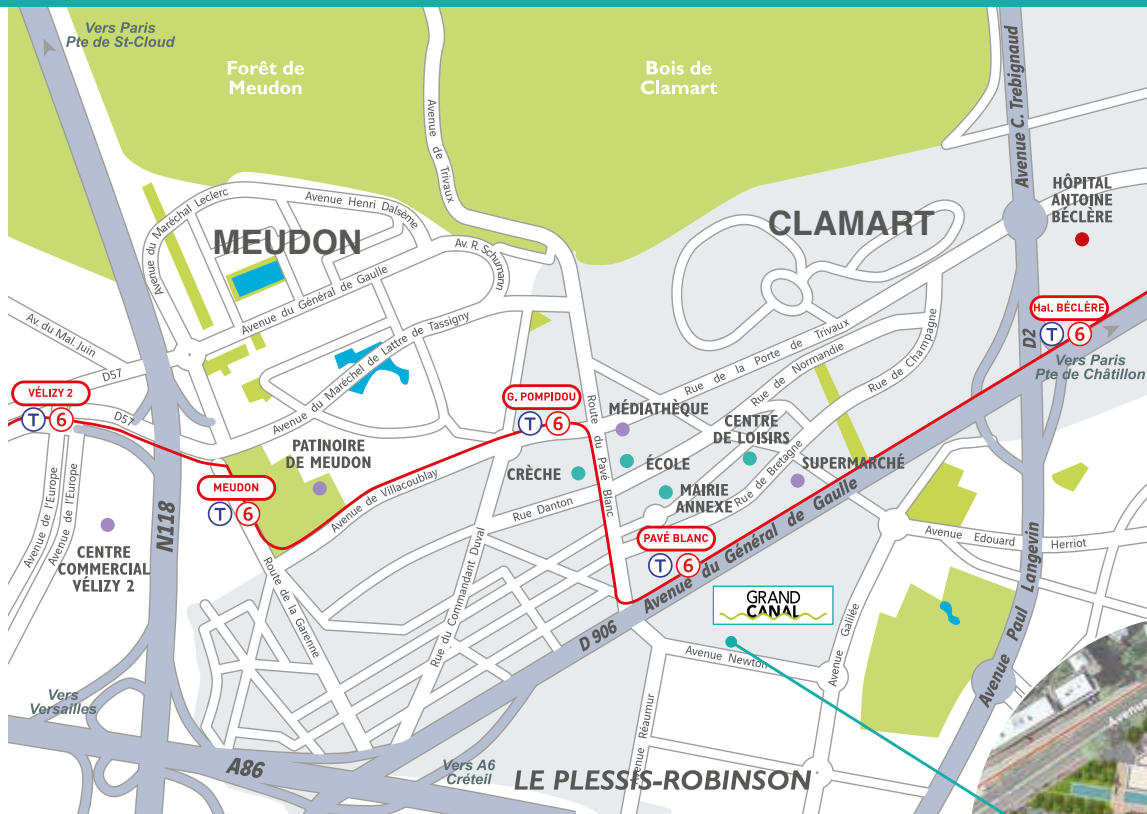 Vers Paris
Pte de St-Cloud
Forêt de
Meudon
Bois de
Clamart
Avenue de Trivaux
Avenue C. Trebignaud
HÔPITAL
ANTOINE
BÉCLÈRE
Avenue du Maréchal Leclerc
Avenue Henri Dalsème
MEUDON
CLAMART
Av. R. Schumann
Avenue du Général de Gaulle
Av. du Mal. Juin
Avenue du Maréchel de Lattre de Tassigny
Hal. BÉCLÈRE
T 6
D2
Vers Paris
Pte de Châtillon
Rue de la Porte de Trivaux
Rue de Normandie
Rue de Champagne
D57
VÉLIZY 2
T 6
D57
G. POMPIDOU
T 6
Route du Pavé Blanc
MÉDIATHÈQUE
CENTRE
DE LOISIRS
PATINOIRE
DE MEUDON
CRÈCHE
ÉCOLE
SUPERMARCHÉ
MEUDON
T 6
Avenue de Villacoublay
Rue Danton
MAIRIE
ANNEXE
Rue de Bretagne
Avenue de l'Europe
Avenue de l'Europe
N118
CENTRE
COMMERCIAL
VÉLIZY 2
PAVÉ BLANC
T 6
Avenue du Général de Gaulle
D 906
Avenue Edouard Herriot
Route de la Garenne
Rue du Commandant Duval
GRAND
CANAL
Avenue Newton
Avenue Galilée
Avenue Paul Langevin
Avenue Réaumur
Vers
Versailles
A86
Vers A6
Créteil
LE PLESSIS-ROBINSON
Avenue